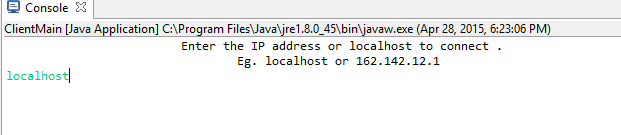 Console
ClientMain [Java Application] C:\Program Files\Java\jre1.8.0_45\bin\javaw.exe (Apr 28, 2015, 6:23:06 PM)
Enter the IP address or localhost to connect .
Eg. localhost or 162.142.12.1
localhost